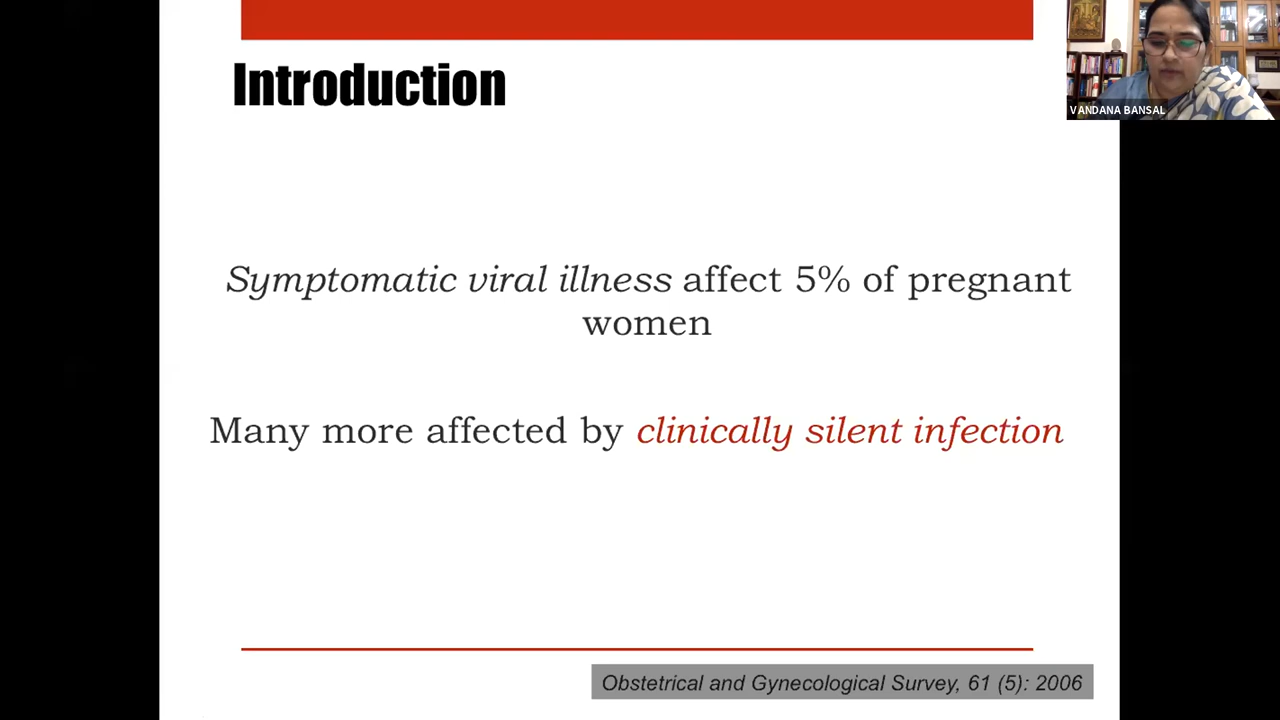 Introduction
VANDANA BANSAL
Symptomatic viral illness affect 5% of pregnant
women
Many more affected by clinically silent infection
Obstetrical and Gynecological Survey, 61 (5): 2006